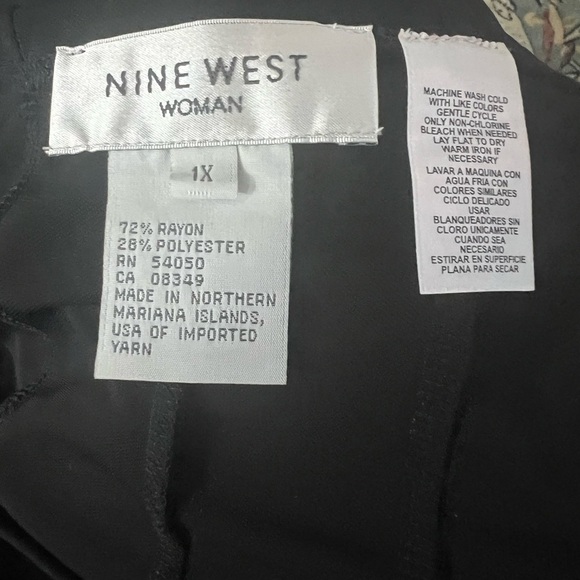 NINE WEST
WOMAN
1X
72% RAYON
28% POLYESTER
RN 54050
CA 08349
MADE IN NORTHERN
MARIANA ISLANDS,
USA OF IMPORTED
YARN
MACHINE WASH COLD
WITH LIKE COLORS
GENTLE CYCLE
ONLY NON-CHLORINE
BLEACH WHEN NEEDED
LAY FLAT TO DRY
WARM IRON IF
NECESSARY
LAVAR A MAQUINA CON
AGUA FRIA CON
COLORES SIMILARES
CICLO DELICADO
USAR
BLANQUEADORES SIN
CLORO UNICAMENTE
CUANDO SEA
NECESARIO
ESTIRAR EN SUPERFICIE
PLANA PARA SECAR